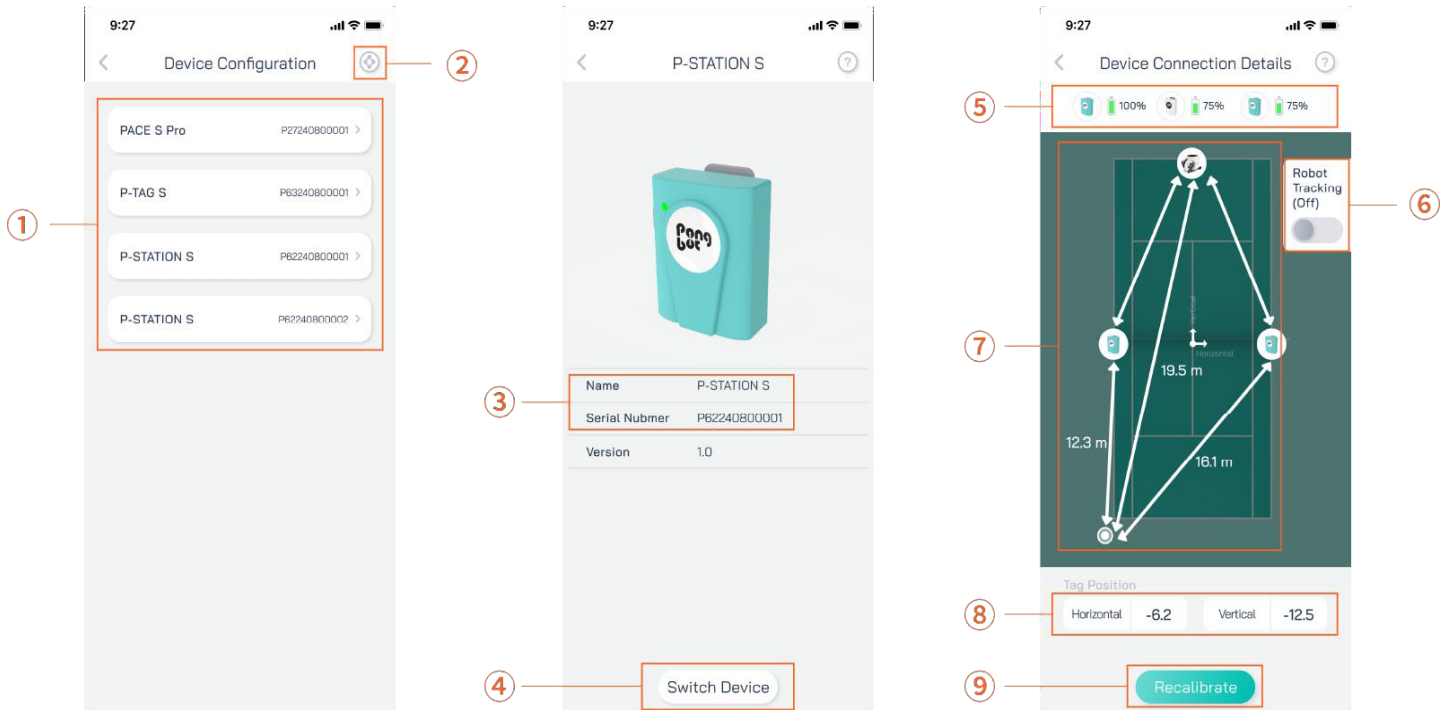 9:27
Device Configuration
②
①
PACE S Pro P27240800001 >
P-TAG S P63240800001 >
P-STATION S P62240800001 >
P-STATION S P62240800002 >
9:27
P-STATION S ?
Pong
bot
③
Name P-STATION S
Serial Nubmer P62240800001
Version 1.0
④
Switch Device
9:27
Device Connection Details ?
⑤
100% 75% 75%
Robot
Tracking
(Off)
⑥
⑦
Vertical
Horizontal
19.5 m
12.3 m
16.1 m
Tag Position
⑧
Horizontal -6.2 Vertical -12.5
⑨
Recalibrate